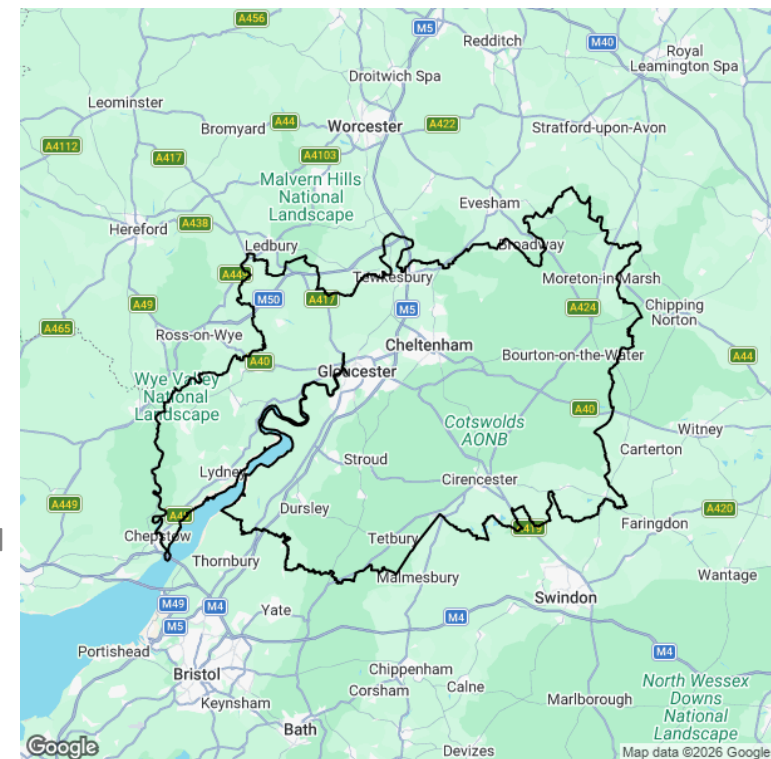 A456
M5
Redditch
M40
Royal
Leamington Spa
Droitwich Spa
Leominster
Bromyard
A44
Worcester
A422
Stratford-upon-Avon
A4112
A417
A4103
Malvern Hills
National
Landscape
Evesham
Hereford
A438
Ledbury
Broadway
Tewkesbury
Moreton-in-Marsh
M50
A417
A49
M5
A424
Chipping
Norton
A465
Ross-on-Wye
Cheltenham
A40
Bourton-on-the-Water
A44
Gloucester
Wye Valley
National
Landscape
A40
Cotswolds
AONB
Witney
Carterton
Stroud
Lydney
Cirencester
A449
Dursley
A420
Faringdon
Chepstow
Tetbury
Thornbury
Malmesbury
Wantage
Swindon
M49
M4
Yate
M5
M4
Portishead
M4
Bristol
Chippenham
Corsham
Calne
North Wessex
Downs
National
Landscape
Keynsham
Marlborough
Bath
Devizes
Google
Map data ©2026 Google